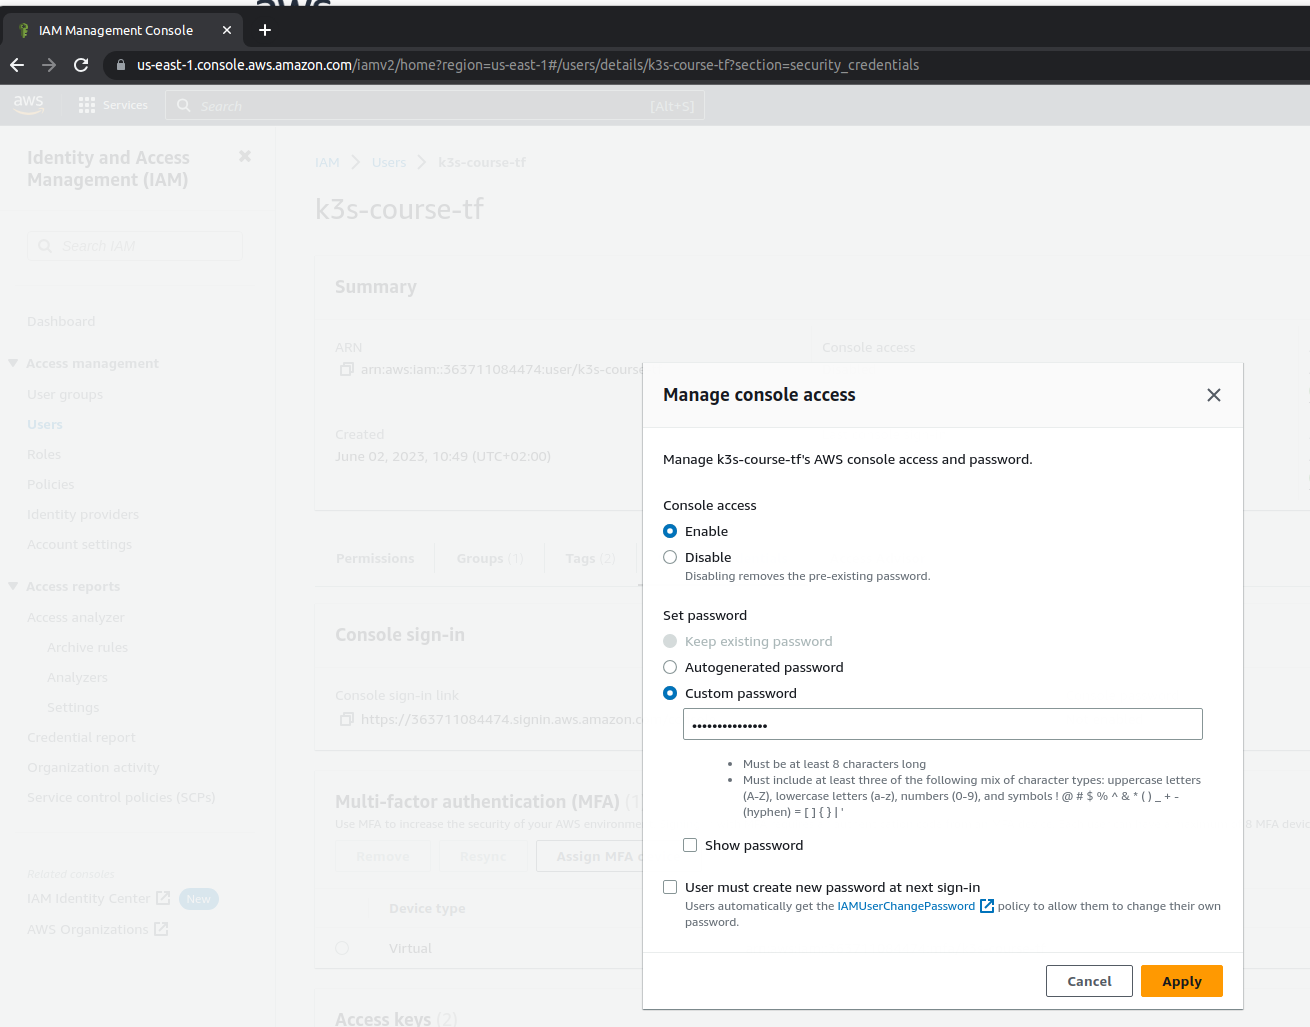 aws
IAM Management Console
us-east-1.console.aws.amazon.com/iamv2/home?region=us-east-1#/users/details/k3s-course-tf?section=security_credentials
aws Services Search [Alt+S]
Identity and Access
Management (IAM)
Search IAM
Dashboard
Access management
User groups
Users
Roles
Policies
Identity providers
Account settings
Access reports
Access analyzer
Archive rules
Analyzers
Settings
Credential report
Organization activity
Service control policies (SCPs)
Related consoles
IAM Identity Center New
AWS Organizations
IAM > Users > k3s-course-tf
k3s-course-tf
Summary
ARN
arn:aws:iam::363711084474:user/k3s-course
Console access
Created
June 02, 2023, 10:49 (UTC+02:00)
Permissions Groups (1) Tags (2)
Console sign-in
Console sign-in link
https://363711084474.signin.aws.amazon.c
Multi-factor authentication (MFA) (1
Use MFA to increase the security of your AWS environme
8 MFA devic
Remove Resync Assign MFA d
Device type
Virtual
Access keys (2)
Manage console access
Manage k3s-course-tf's AWS console access and password.
Console access
Enable
Disable
Disabling removes the pre-existing password.
Set password
Keep existing password
Autogenerated password
Custom password
•••••••••••••••
• Must be at least 8 characters long
• Must include at least three of the following mix of character types: uppercase letters
(A-Z), lowercase letters (a-z), numbers (0-9), and symbols ! @ # $ % ^ & * ( ) _ + -
(hyphen) = [ ] { } | '
Show password
User must create new password at next sign-in
Users automatically get the IAMUserChangePassword policy to allow them to change their own
password.
Cancel Apply